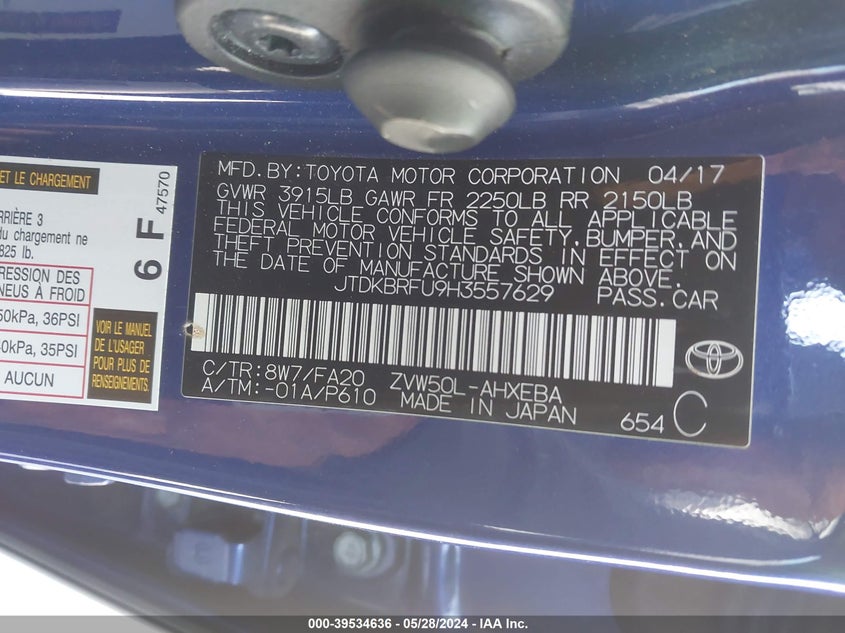 ET LE CHARGEMENT
RRIÈRE 3
du chargement ne
825 lb.
RESSION DES
NEUS À FROID
50kPa, 36PSI
40kPa, 35PSI
AUCUN
6 F
47570
VOIR LE MANUEL
DE L'USAGER
POUR PLUS DE
RENSEIGNEMENTS
MFD.BY:TOYOTA MOTOR CORPORATION 04/17
GVWR 3915LB GAWR FR 2250LB RR 2150LB
THIS VEHICLE CONFORMS TO ALL APPLICABLE
FEDERAL MOTOR VEHICLE SAFETY,BUMPER,AND
THEFT PREVENTION STANDARDS IN EFFECT ON
THE DATE OF MANUFACTURE SHOWN ABOVE.
JTDKBRFU9H3557629 PASS.CAR
C/TR:8W7/FA20 ZVW50L-AHXEBA
A/TM:-01A/P610 MADE IN JAPAN
654 C
000-39534636 - 05/28/2024 - IAA Inc.